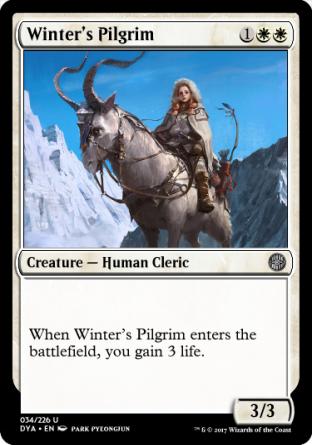 Winter's Pilgrim 1
Creature — Human Cleric
When Winter's Pilgrim enters the
battlefield, you gain 3 life.
3/3
034/226 U
DYA • EN PARK PYEONGJUN
™ & © 2017 Wizards of the Coast